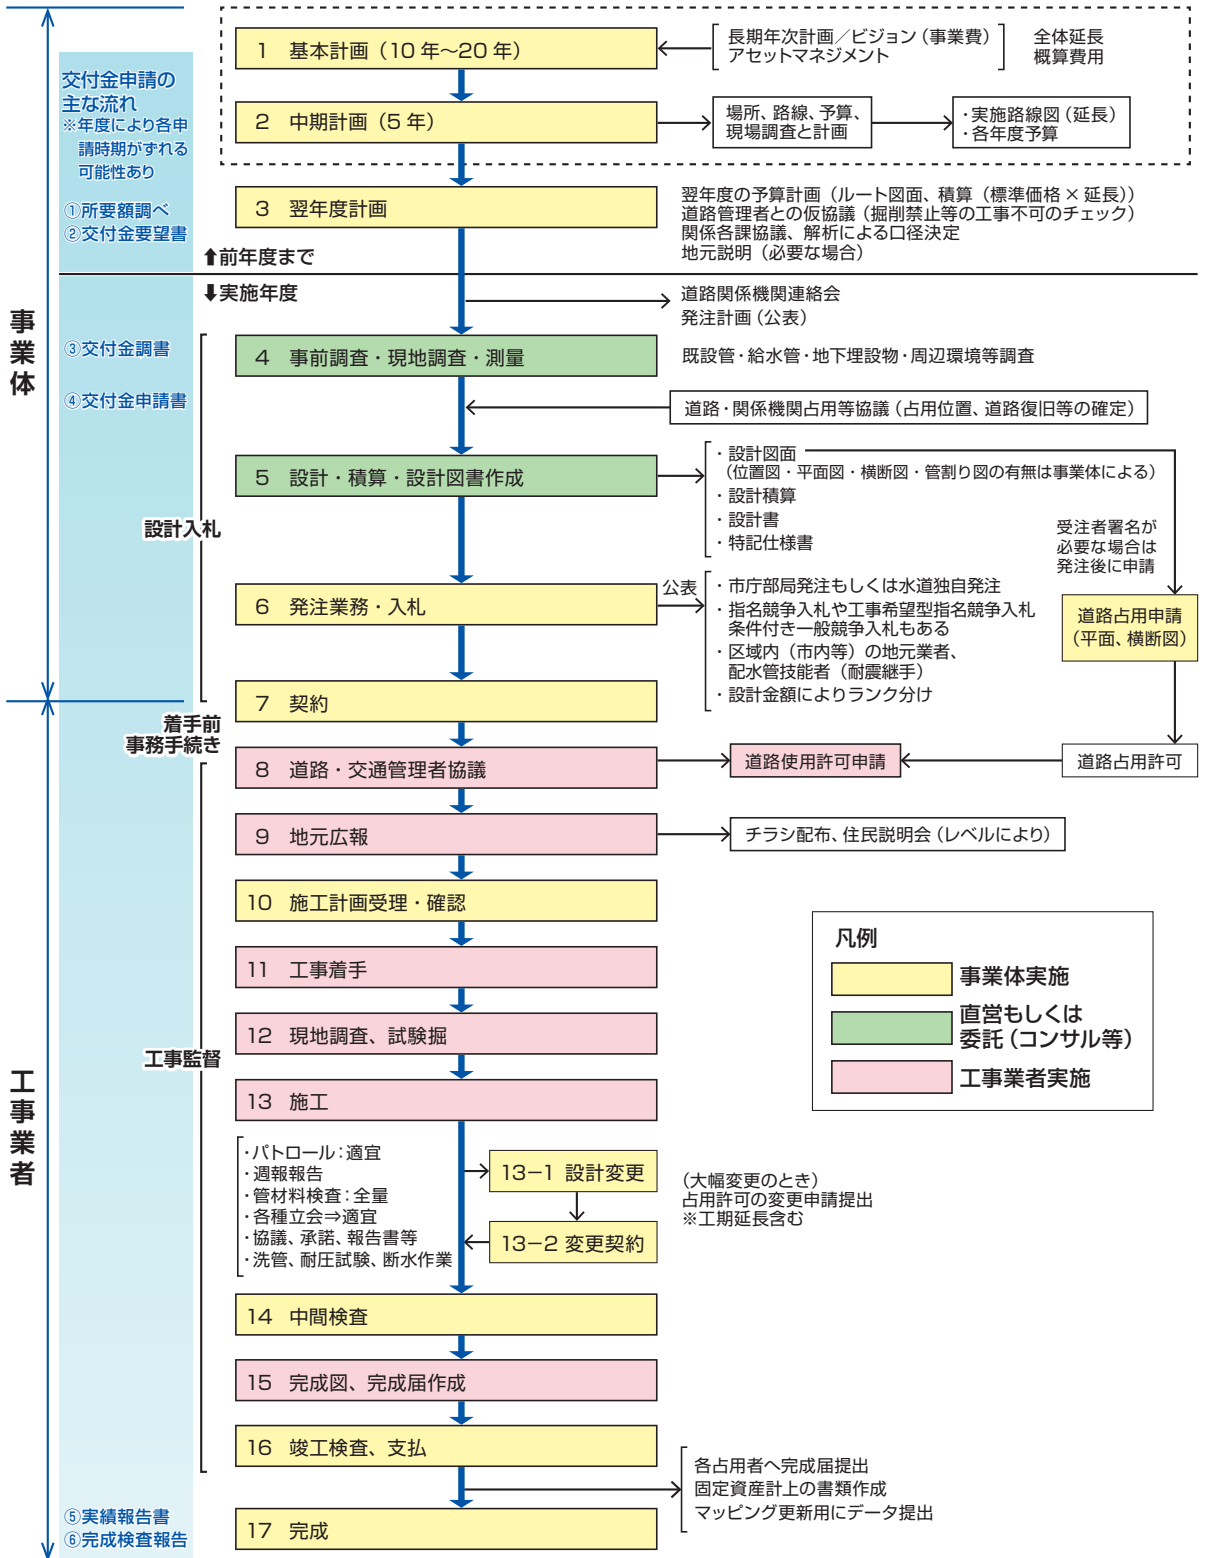 1 基本計画（10年～20年）
長期年次計画／ビジョン（事業費）
アセットマネジメント
全体延長
概算費用
交付金申請の
主な流れ
※年度により各申
請時期がずれる
可能性あり
2 中期計画（5年）
場所、路線、予算、
現場調査と計画
・実施路線図（延長）
・各年度予算
①所要額調べ
②交付金要望書
3 翌年度計画
翌年度の予算計画（ルート図面、積算（標準価格×延長））
道路管理者との仮協議（掘削禁止等の工事不可のチェック）
関係各課協議、解析による口径決定
地元説明（必要な場合）
⬆前年度まで
⬇実施年度
道路関係機関連絡会
発注計画（公表）
事業体
③交付金調書
4 事前調査・現地調査・測量
既設管・給水管・地下埋設物・周辺環境等調査
④交付金申請書
道路・関係機関占用等協議（占用位置、道路復旧等の確定）
設計入札
5 設計・積算・設計図書作成
・設計図面
（位置図・平面図・横断図・管割り図の有無は事業体による）
・設計積算
・設計書
・特記仕様書
受注者署名が
必要な場合は
発注後に申請
6 発注業務・入札
公表
・市庁部局発注もしくは水道独自発注
・指名競争入札や工事希望型指名競争入札
条件付き一般競争入札もある
・区域内（市内等）の地元業者、
配水管技能者（耐震継手）
・設計金額によりランク分け
道路占用申請
（平面、横断図）
7 契約
着手前
事務手続き
8 道路・交通管理者協議
道路使用許可申請
道路占用許可
9 地元広報
チラシ配布、住民説明会（レベルにより）
10 施工計画受理・確認
凡例
事業体実施
直営もしくは
委託（コンサル等）
工事業者実施
11 工事着手
12 現地調査、試験掘
工事監督
工事業者
13 施工
・パトロール：適宜
・週報報告
・管材料検査：全量
・各種立会⇒適宜
・協議、承諾、報告書等
・洗管、耐圧試験、断水作業
13−1 設計変更
13−2 変更契約
（大幅変更のとき）
占用許可の変更申請提出
※工期延長含む
14 中間検査
15 完成図、完成届作成
16 竣工検査、支払
各占用者へ完成届提出
固定資産計上の書類作成
マッピング更新用にデータ提出
⑤実績報告書
⑥完成検査報告
17 完成